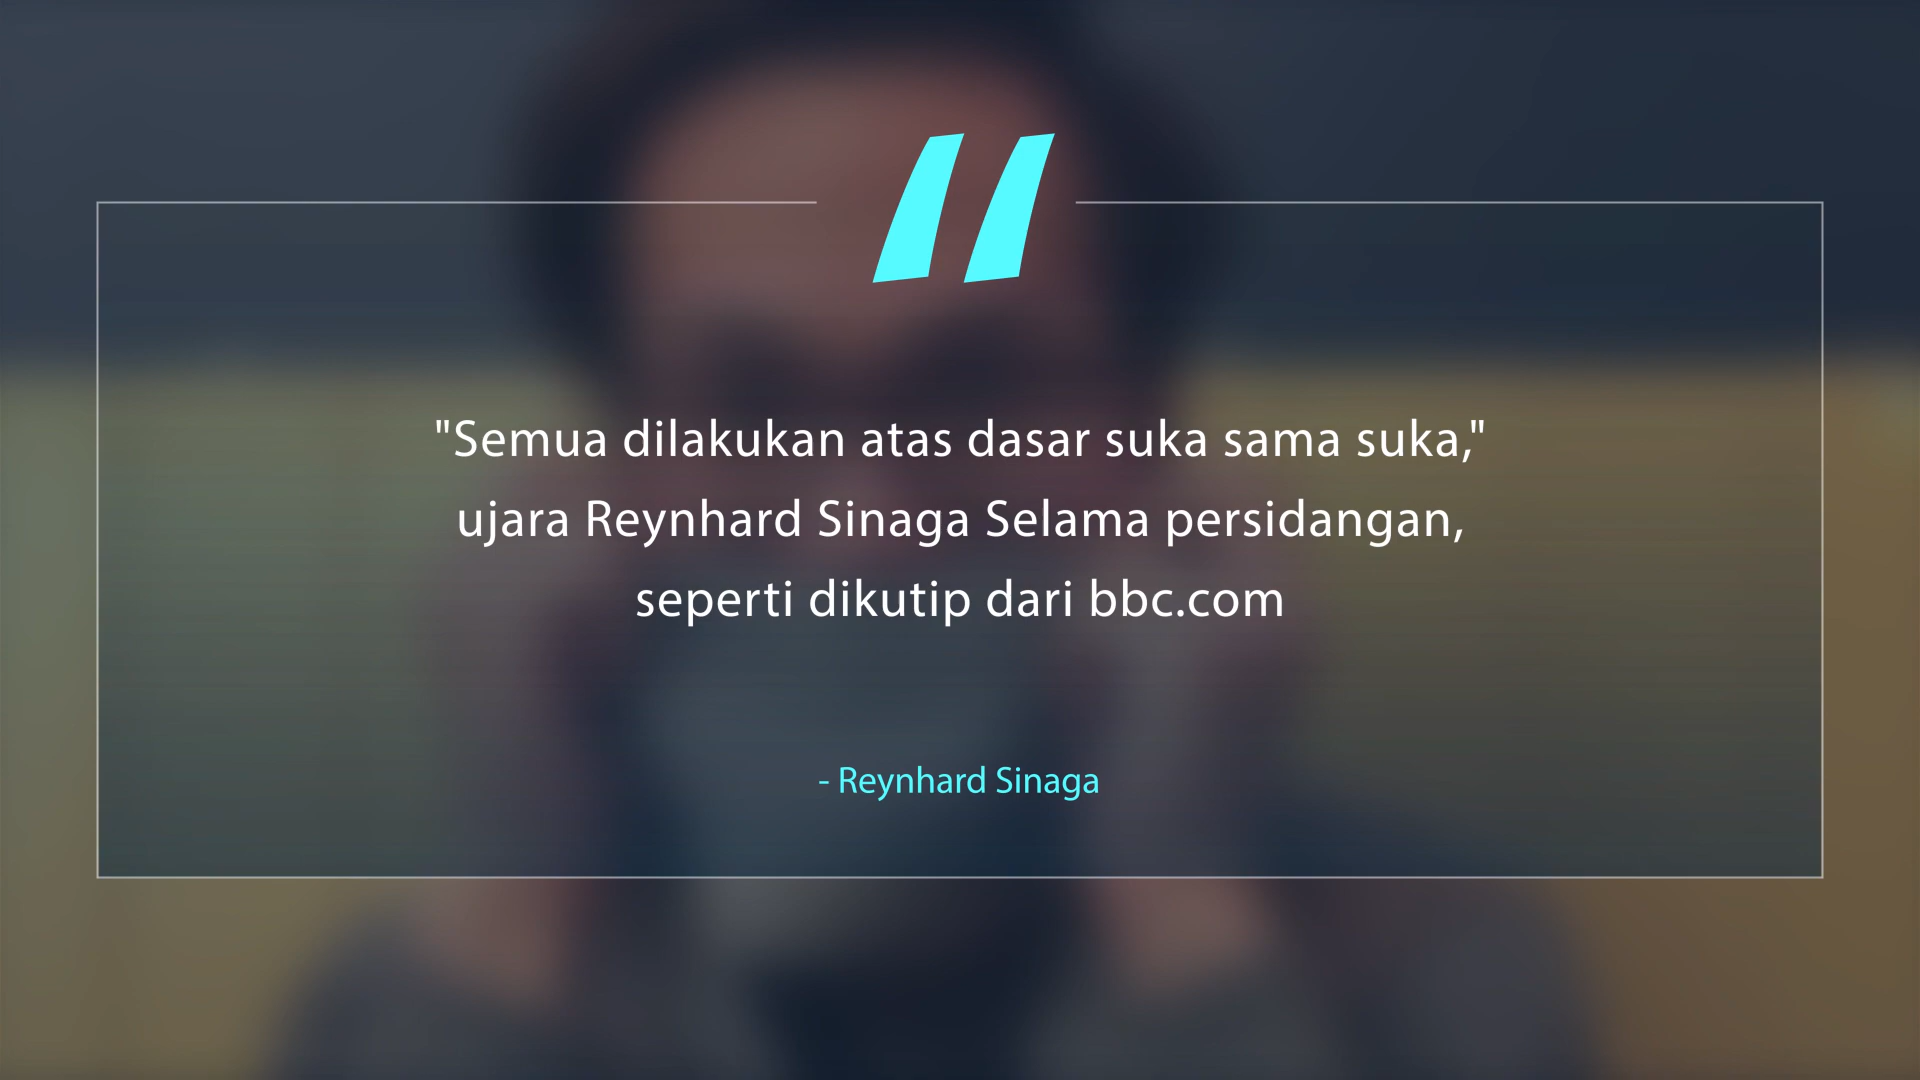 "Semua dilakukan atas dasar suka sama suka,"
ujara Reynhard Sinaga Selama persidangan,
seperti dikutip dari bbc.com
- Reynhard Sinaga